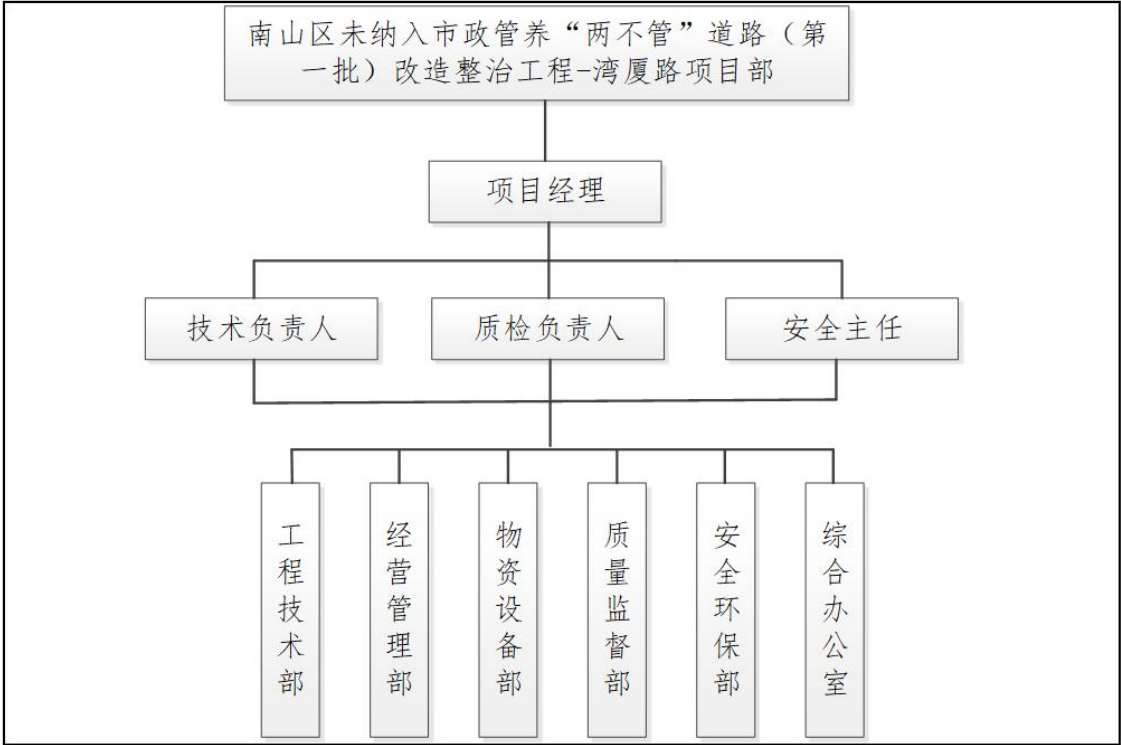 南山区未纳入市政管养“两不管”道路（第
一批）改造整治工程-湾厦路项目部
项目经理
技术负责人
质检负责人
安全主任
工程技术部
经营管理部
物资设备部
质量监督部
安全环保部
综合办公室